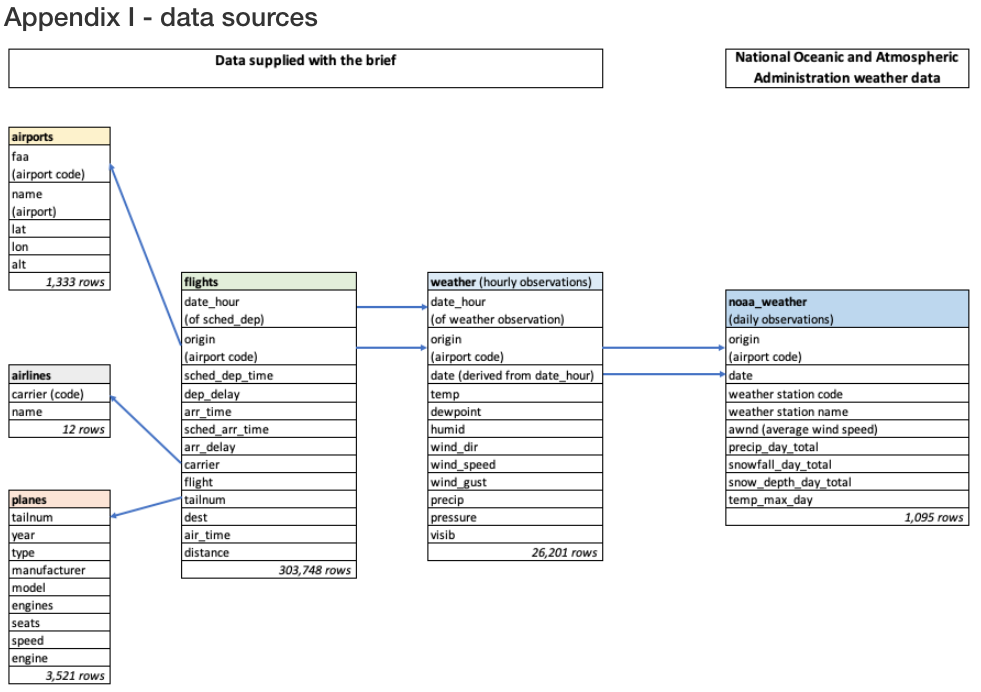 Appendix I - data sources
Data supplied with the brief
National Oceanic and Atmospheric
Administration weather data
airports
faa
(airport code)
name
(airport)
lat
lon
alt
1,333 rows
airlines
carrier (code)
name
12 rows
planes
tailnum
year
type
manufacturer
model
engines
seats
speed
engine
3,521 rows
flights
date_hour
(of sched_dep)
origin
(airport code)
sched_dep_time
dep_delay
arr_time
sched_arr_time
arr_delay
carrier
flight
tailnum
dest
air_time
distance
303,748 rows
weather (hourly observations)
date_hour
(of weather observation)
origin
(airport code)
date (derived from date_hour)
temp
dewpoint
humid
wind_dir
wind_speed
wind_gust
precip
pressure
visib
26,201 rows
noaa_weather
(daily observations)
origin
(airport code)
date
weather station code
weather station name
awnd (average wind speed)
precip_day_total
snowfall_day_total
snow_depth_day_total
temp_max_day
1,095 rows